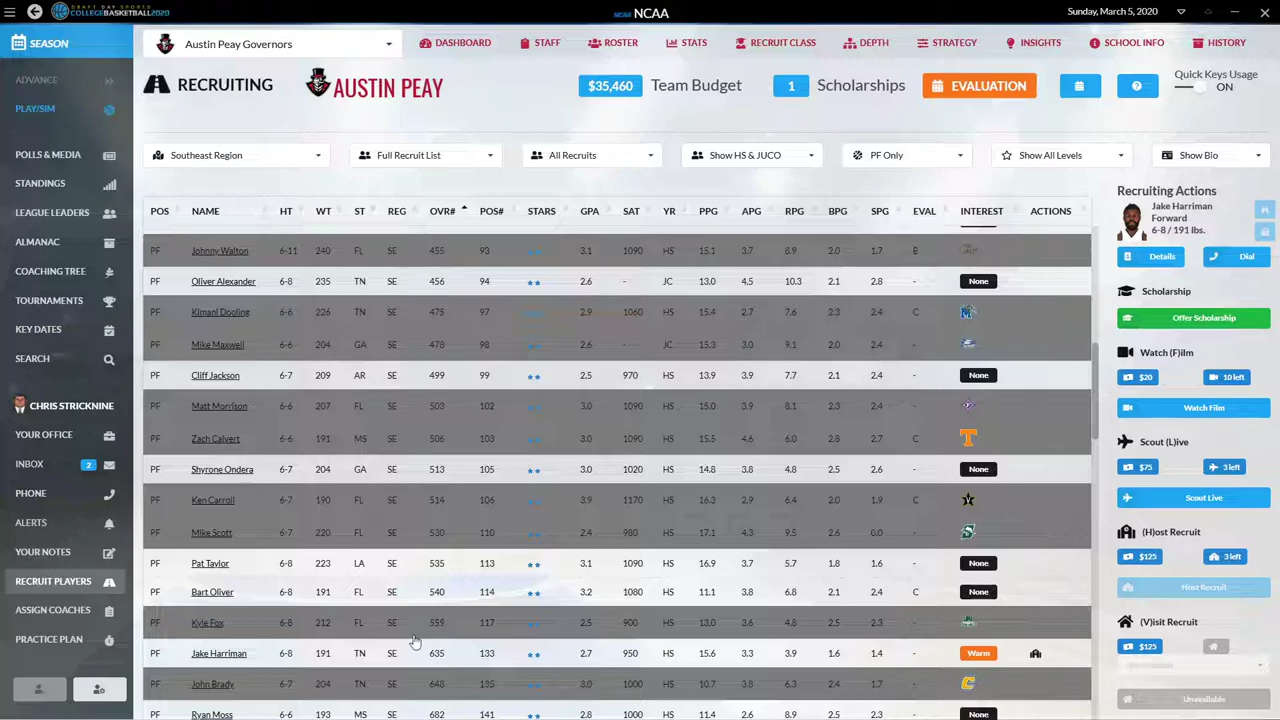 DRAFT DAY SPORTS
COLLEGE BASKETBALL 2020
NCAA NCAA
Sunday, March 5, 2020
SEASON
Austin Peay Governors
DASHBOARD STAFF ROSTER STATS RECRUIT CLASS DEPTH STRATEGY INSIGHTS SCHOOL INFO HISTORY
RECRUITING AUSTIN PEAY $35,460 Team Budget 1 Scholarships EVALUATION ? Quick Keys Usage
ON
Southeast Region Full Recruit List All Recruits Show HS & JUCO PF Only Show All Levels Show Bio
ADVANCE
PLAY/SIM
POLLS & MEDIA
STANDINGS
LEAGUE LEADERS
ALMANAC
COACHING TREE
TOURNAMENTS
KEY DATES
SEARCH
CHRIS STRICKNINE
YOUR OFFICE
INBOX 2
PHONE
ALERTS
YOUR NOTES
RECRUIT PLAYERS
ASSIGN COACHES
PRACTICE PLAN
POS NAME HT WT ST REG OVR# POS# STARS GPA SAT YR PPG APG RPG BPG SPG EVAL INTEREST ACTIONS
PF Johnny Walton 6-11 240 FL SE 3.1 1090 HS 15.1 3.7 8.9 2.0 1.7 B
PF Oliver Alexander 6-8 235 TN SE 456 94 2.6 - JC 13.0 4.5 10.3 2.1 2.8 - None
PF Kimani Dooling 6-6 226 TN SE 475 97 2.9 1060 HS 15.4 2.7 7.6 2.3 2.4 C
PF Mike Maxwell 6-6 204 GA SE 478 98 2.6 - JC 15.3 3.0 9.1 2.0 2.4 -
PF Cliff Jackson 6-7 209 AR SE 499 99 2.5 970 HS 13.9 3.9 7.7 2.1 2.4 - None
PF Matt Morrison 6-6 207 FL SE 503 102 3.0 1090 HS 15.0 3.9 8.1 2.3 2.4 -
PF Zach Calvert 6-6 191 MS SE 506 103 3.0 1090 HS 15.5 4.6 6.0 2.8 2.7 C
PF Shyrone Ondera 6-7 204 GA SE 513 105 3.0 1020 HS 14.8 3.8 8.8 2.5 2.6 - None
PF Ken Carroll 6-7 190 FL SE 514 106 3.9 1170 HS 16.3 2.9 6.4 2.0 1.9 C
PF Mike Scott 6-7 220 FL SE 110 2.4 980 HS 17.1 4.3 9.5 2.6 0.0 -
PF Pat Taylor 6-8 223 LA SE 113 3.1 1090 HS 16.9 3.7 5.7 1.8 1.6 - None
PF Bart Oliver 6-8 191 FL SE 540 3.2 1080 HS 11.1 3.8 6.8 2.1 2.4 C None
PF Kyle Fox 6-8 212 FL SE 117 2.5 900 HS 3.6 4.8 2.5 2.3 -
PF Jake Harriman 6-8 191 TN SE 133 2.7 950 HS 15.6 3.3 3.9 1.6 2.4 - Warm
PF John Brady 204 TN SE 3.0 1000 HS 10.7 3.8 2.4 1.7 -
PF Ryan Moss 6-6 193 MS SE 682 141 2.8 1000 HS 11.4 2.6 8.9 2.5 2.4 - None
Recruiting Actions
Jake Harriman
Forward
6-8 / 191 lbs.
Details Dial
Scholarship
Offer Scholarship
Watch (F)ilm
$20 10 left
Watch Film
Scout (L)ive
$75 3 left
Scout Live
(H)ost Recruit
$125 3 left
Host Recruit
(V)isit Recruit
$125
Unavailable